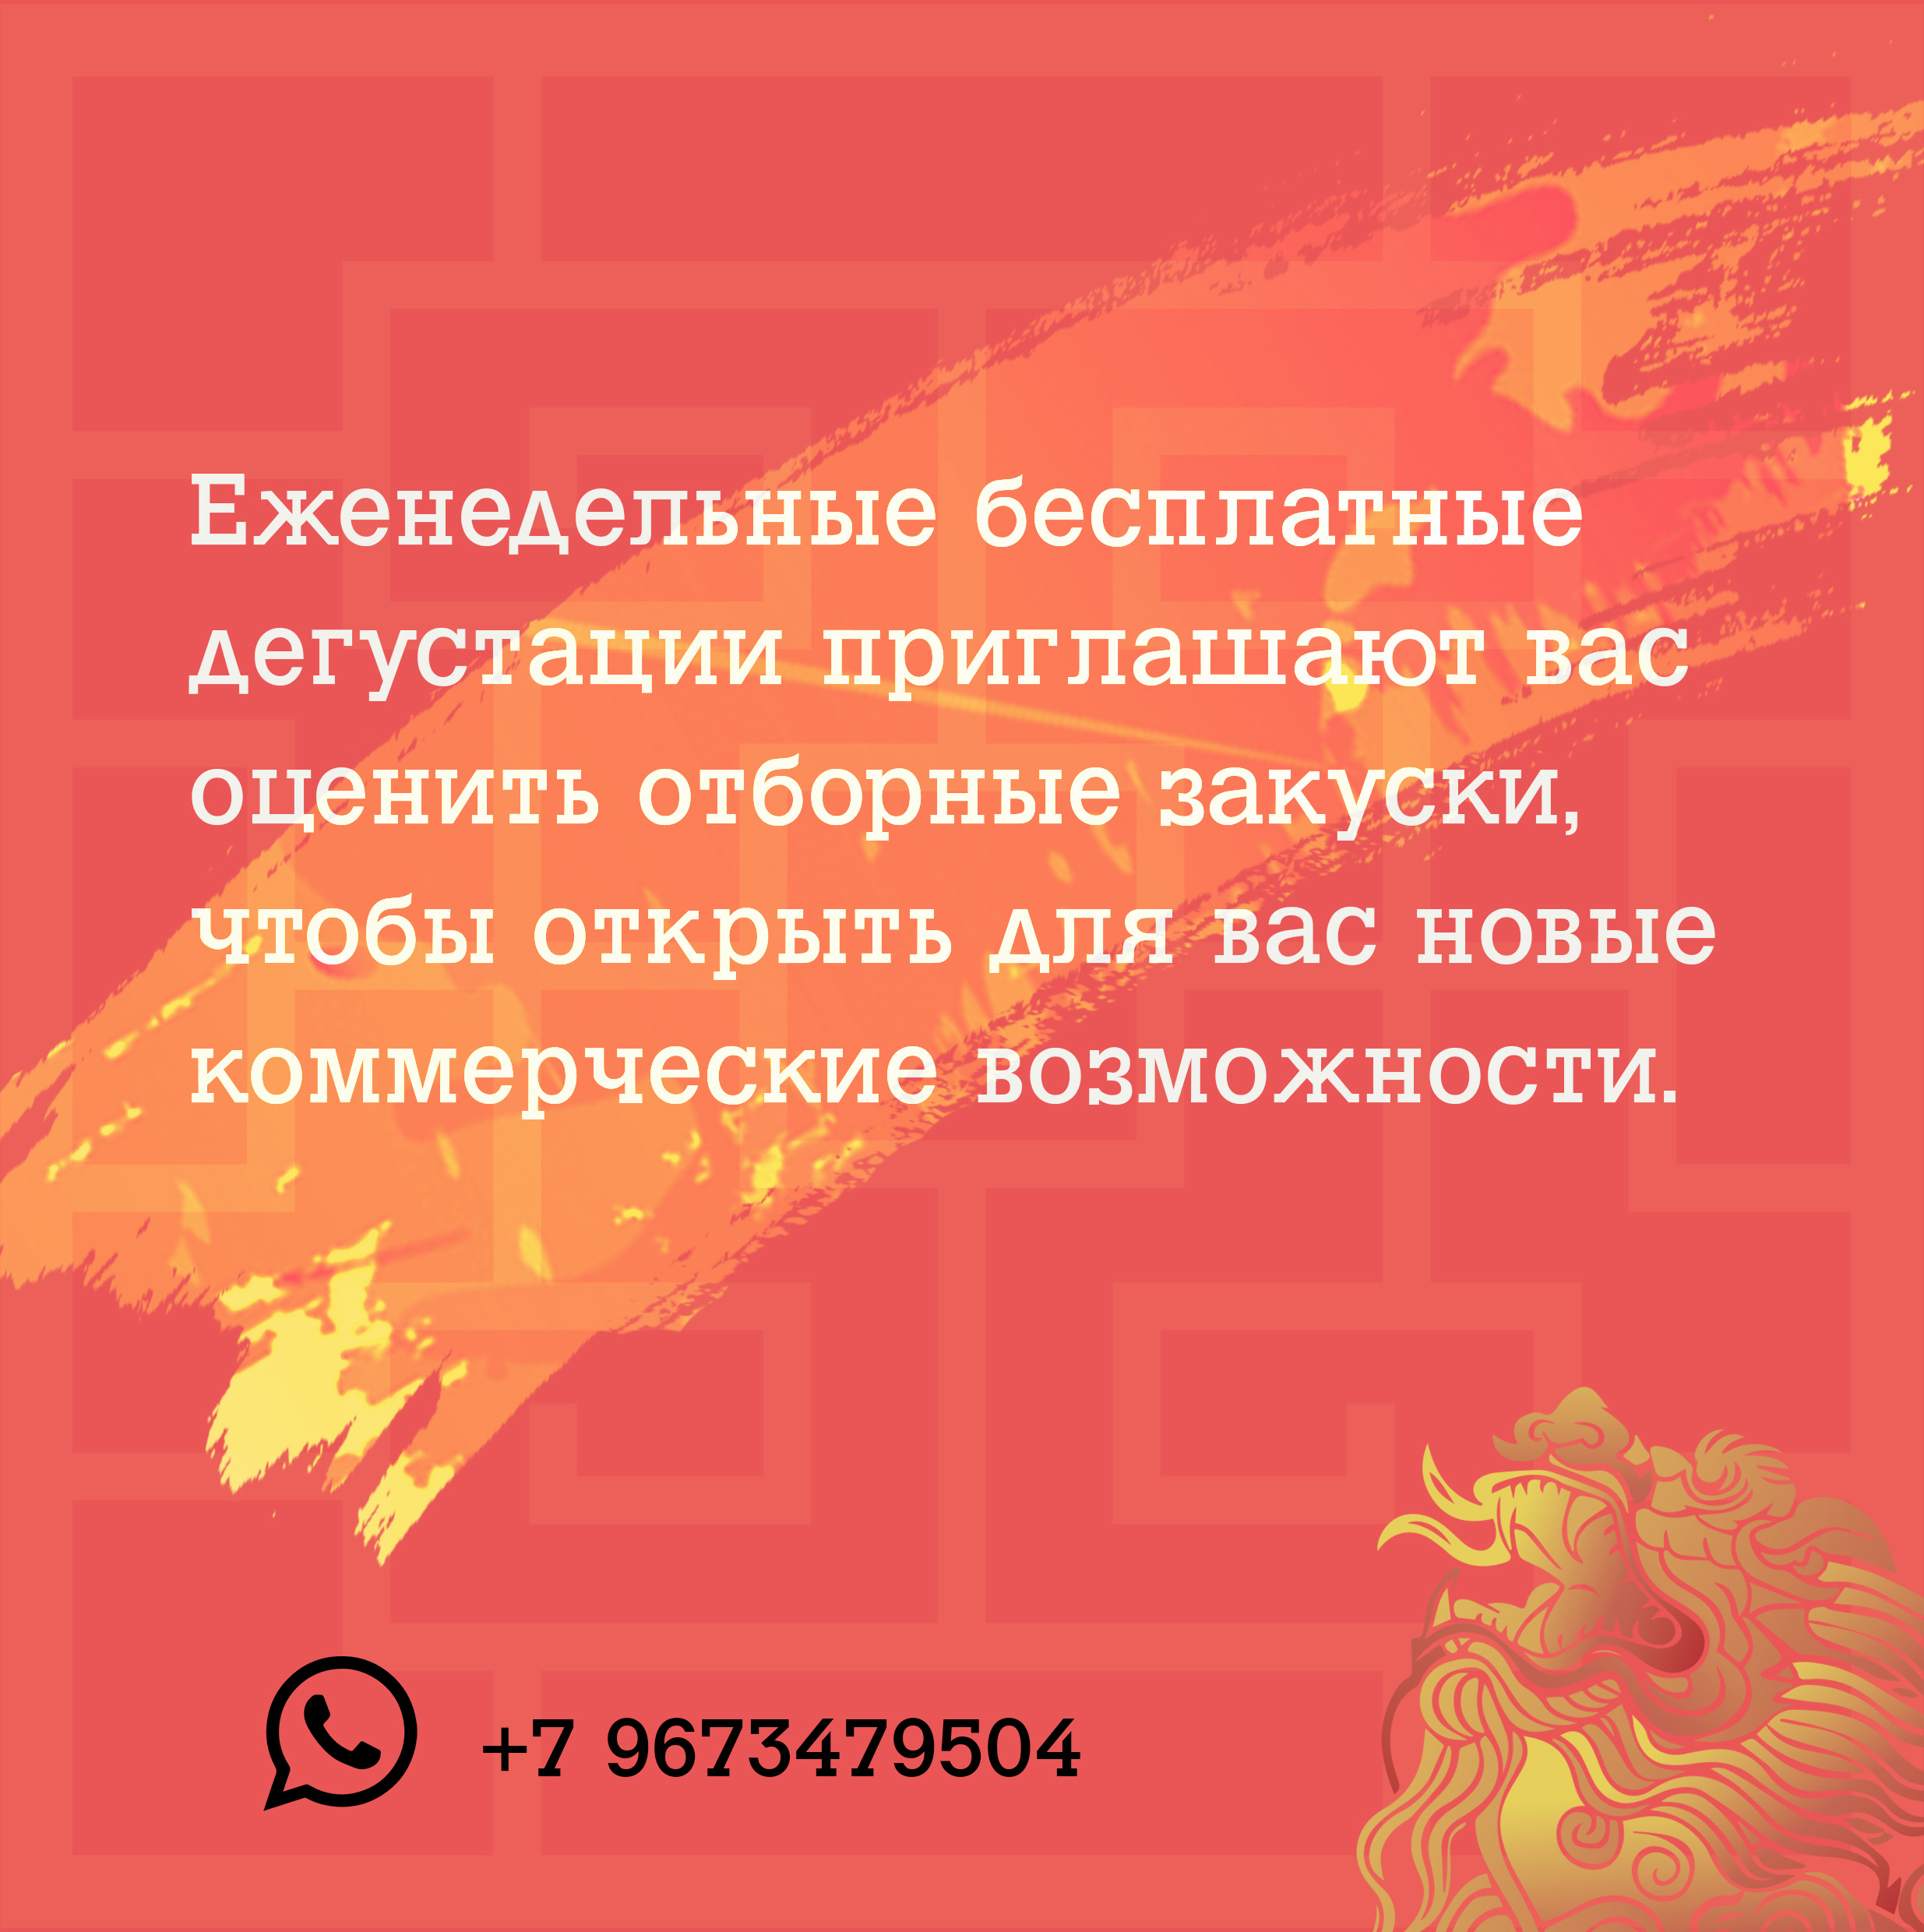 Еженедельные бесплатные
дегустации приглашают вас
оценить отборные закуски,
чтобы открыть для вас новые
коммерческие возможности.
+7 9673479504